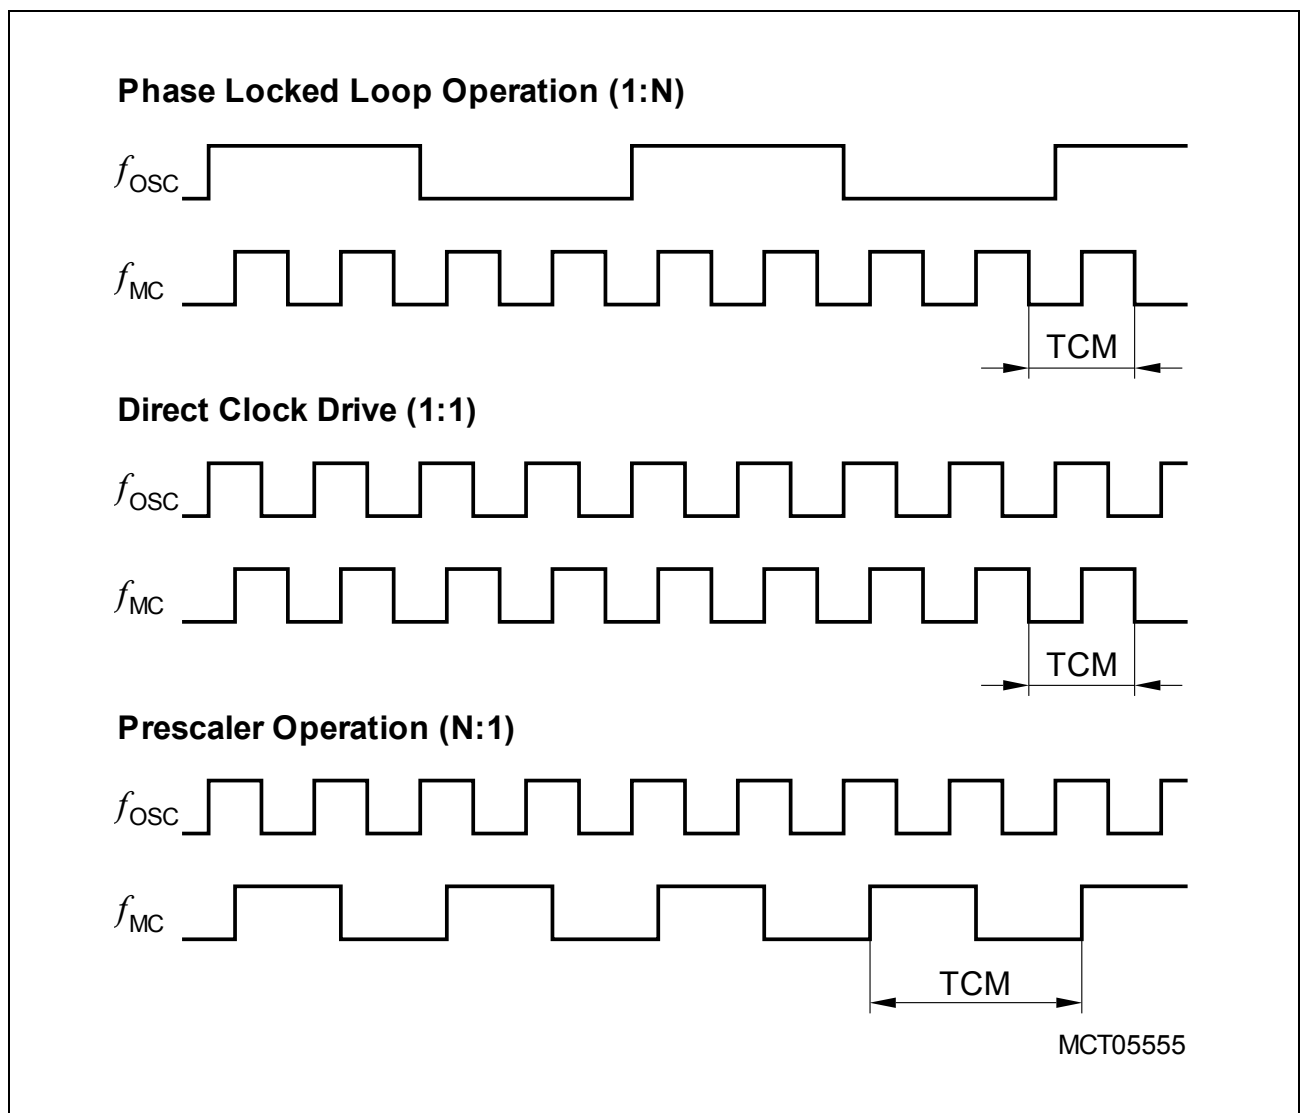 Phase Locked Loop Operation (1:N)
fOSC
fMC
TCM
Direct Clock Drive (1:1)
fOSC
fMC
TCM
Prescaler Operation (N:1)
fOSC
fMC
TCM
MCT05555